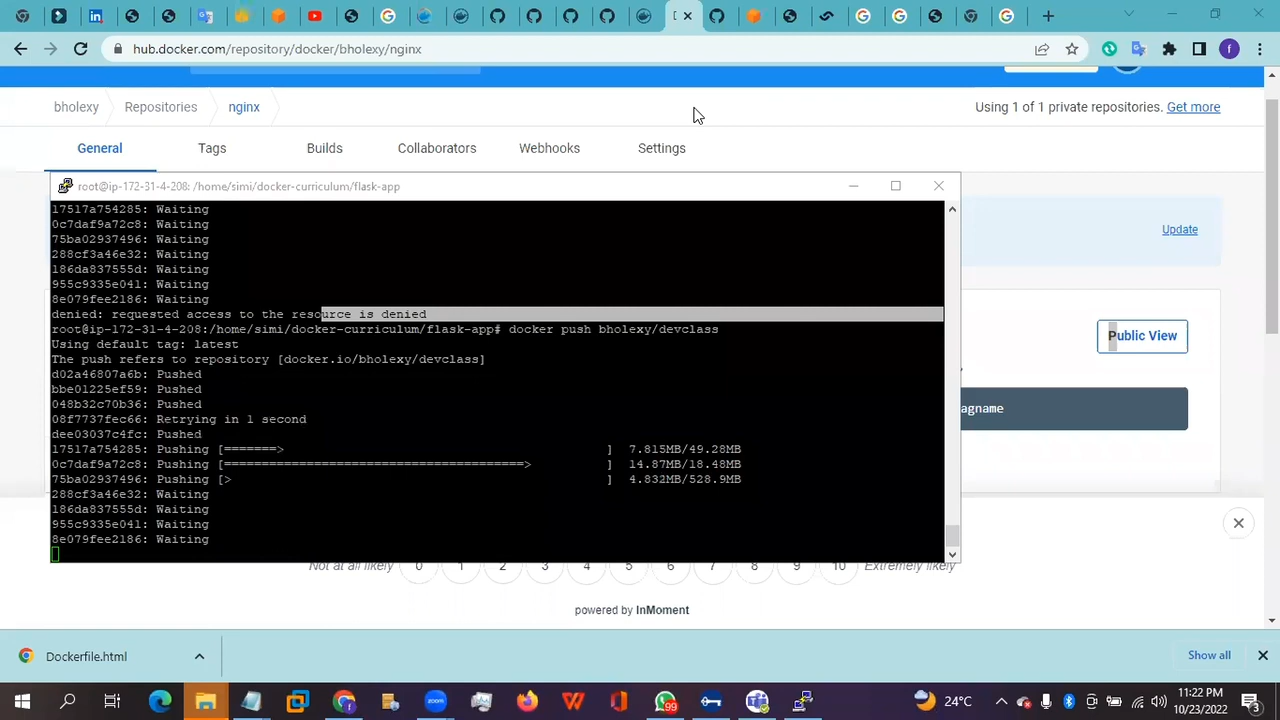 hub.docker.com/repository/docker/bholexy/nginx
f
bholexy
Repositories
nginx
Using 1 of 1 private repositories. Get more
General
Tags
Builds
Collaborators
Webhooks
Settings
root@ip-172-31-4-208: /home/simi/docker-curriculum/flask-app
17517a754285: Waiting
0c7daf9a72c8: Waiting
75ba02937496: Waiting
288cf3a46e32: Waiting
186da837555d: Waiting
955c9335e041: Waiting
8e079fee2186: Waiting
denied: requested access to the resource is denied
root@ip-172-31-4-208:/home/simi/docker-curriculum/flask-app# docker push bholexy/devclass
Using default tag: latest
The push refers to repository [docker.io/bholexy/devclass]
d02a46807a6b: Pushed
bbe01225ef59: Pushed
048b32c70b36: Pushed
08f7737fec66: Retrying in 1 second
dee03037c4fc: Pushed
17517a754285: Pushing [=======> ] 7.815MB/49.28MB
0c7daf9a72c8: Pushing [========================================> ] 14.87MB/18.48MB
75ba02937496: Pushing [> ] 4.832MB/528.9MB
288cf3a46e32: Waiting
186da837555d: Waiting
955c9335e041: Waiting
8e079fee2186: Waiting
Update
Public View
agname
Not at all likely 0 1 2 3 4 5 6 7 8 9 10 Extremely likely
powered by InMoment
Dockerfile.html
Show all
99
24°C
11:22 PM
10/23/2022
3